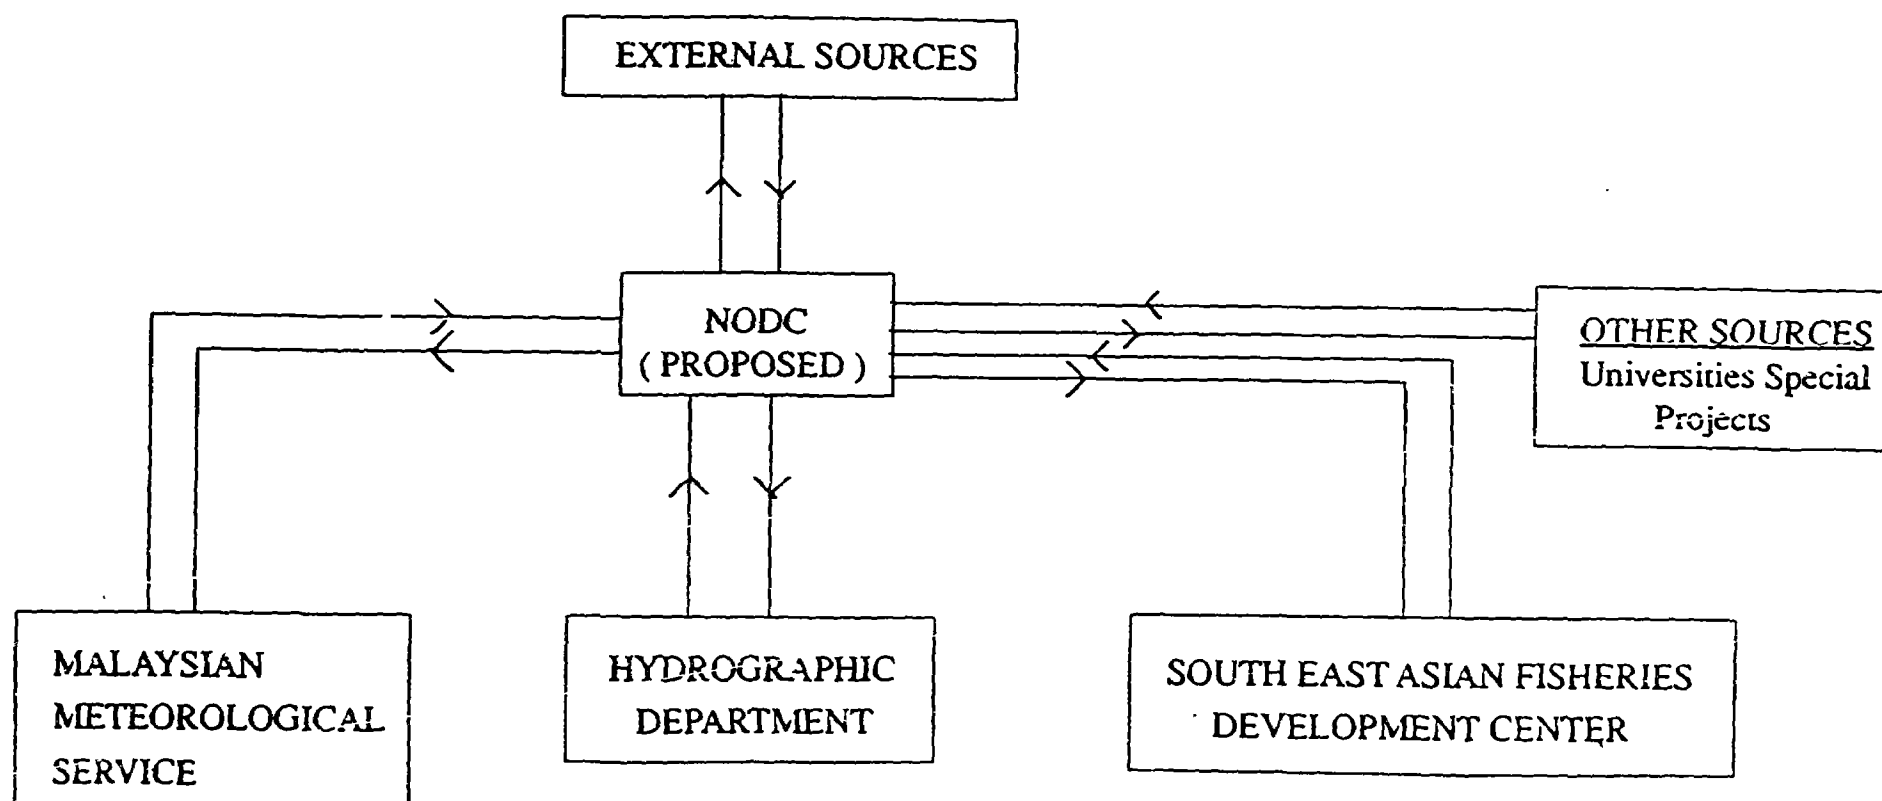 EXTERNAL SOURCES
NODC
( PROPOSED )
OTHER SOURCES
Universities Special
Projects
MALAYSIAN
METEOROLOGICAL
SERVICE
HYDROGRAPHIC
DEPARTMENT
SOUTH EAST ASIAN FISHERIES
DEVELOPMENT CENTER